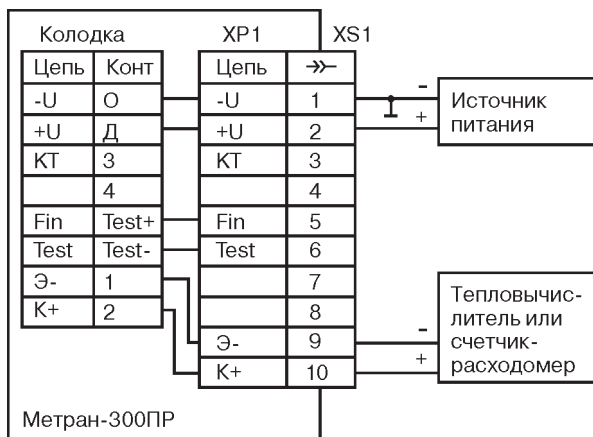 Колодка XP1 XS1
Цепь Конт Цепь
-U О -U 1 -
+U Д +U 2 +
КТ 3 КТ 3
4 4
Fin Test+ Fin 5
Test Test- Test 6
Э- 1 7
К+ 2 8
Э- 9 -
К+ 10 +
Источник
питания
Тепловычис-
литель или
счетчик-
расходомер
Метран-300ПР